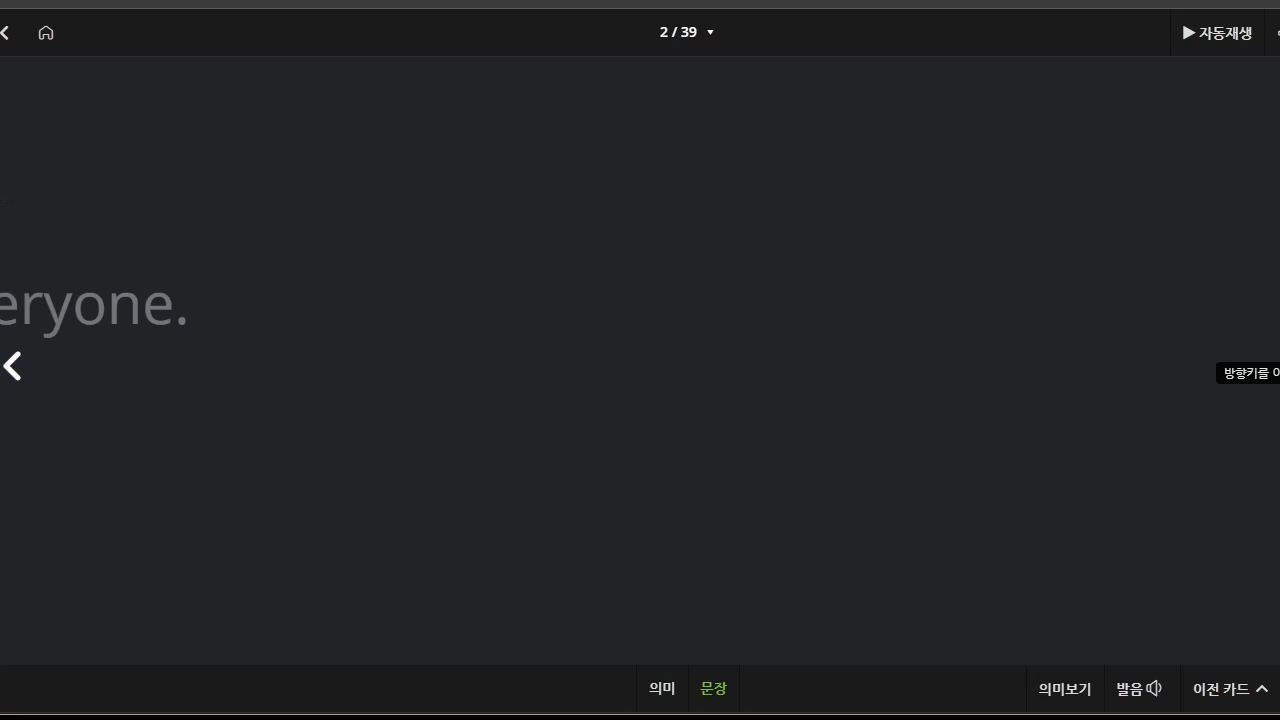 2 / 39
자동재생
eryone.
방향키를
의미
문장
의미보기
발음
이전 카드